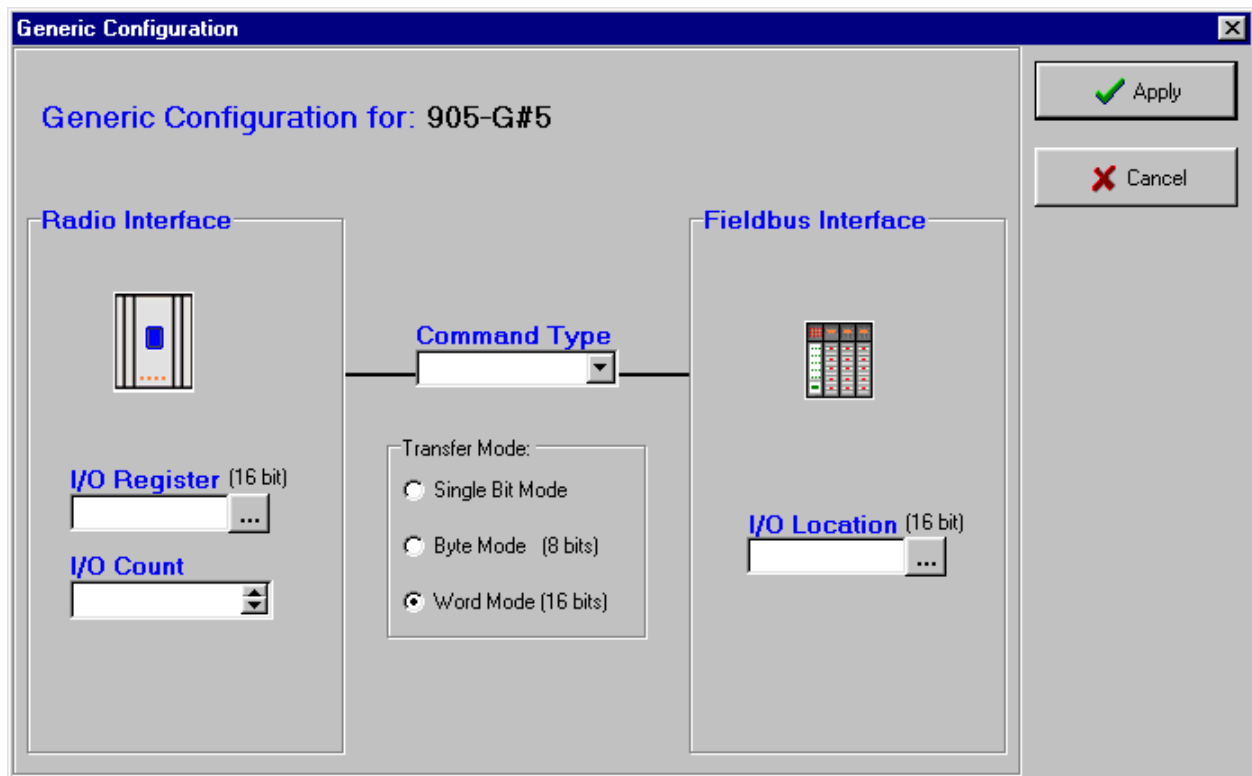 Generic Configuration
Generic Configuration for: 905-G#5
Apply
Cancel
Radio Interface
Fieldbus Interface
Command Type
Transfer Mode:
I/O Register (16 bit)
...
Single Bit Mode
I/O Location (16 bit)
...
Byte Mode (8 bits)
I/O Count
Word Mode (16 bits)